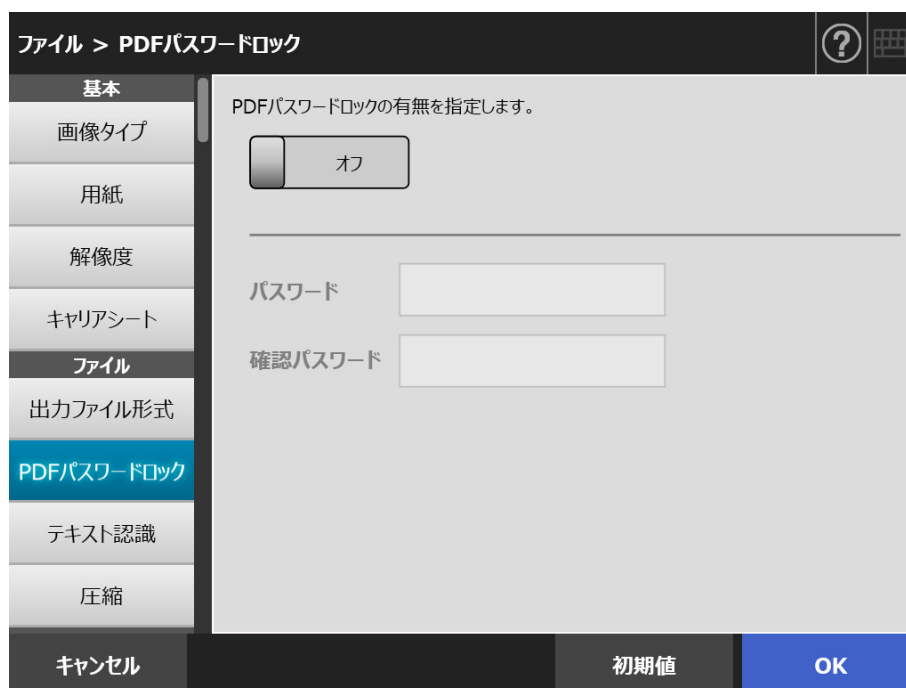 ファイル > PDFパスワードロック
?
基本
画像タイプ
用紙
解像度
キャリアシート
ファイル
出力ファイル形式
PDFパスワードロック
テキスト認識
圧縮
PDFパスワードロックの有無を指定します。
オフ
パスワード
確認パスワード
キャンセル
初期値
OK